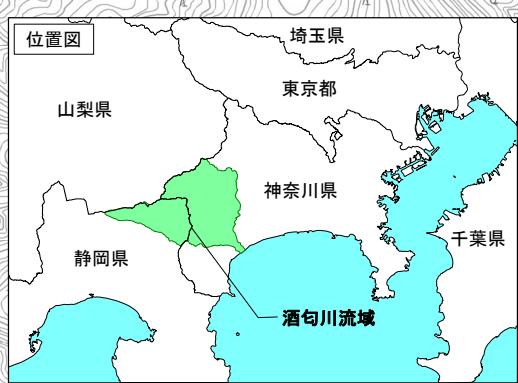 位置図
埼玉県
東京都
山梨県
神奈川県
千葉県
静岡県
酒匂川流域